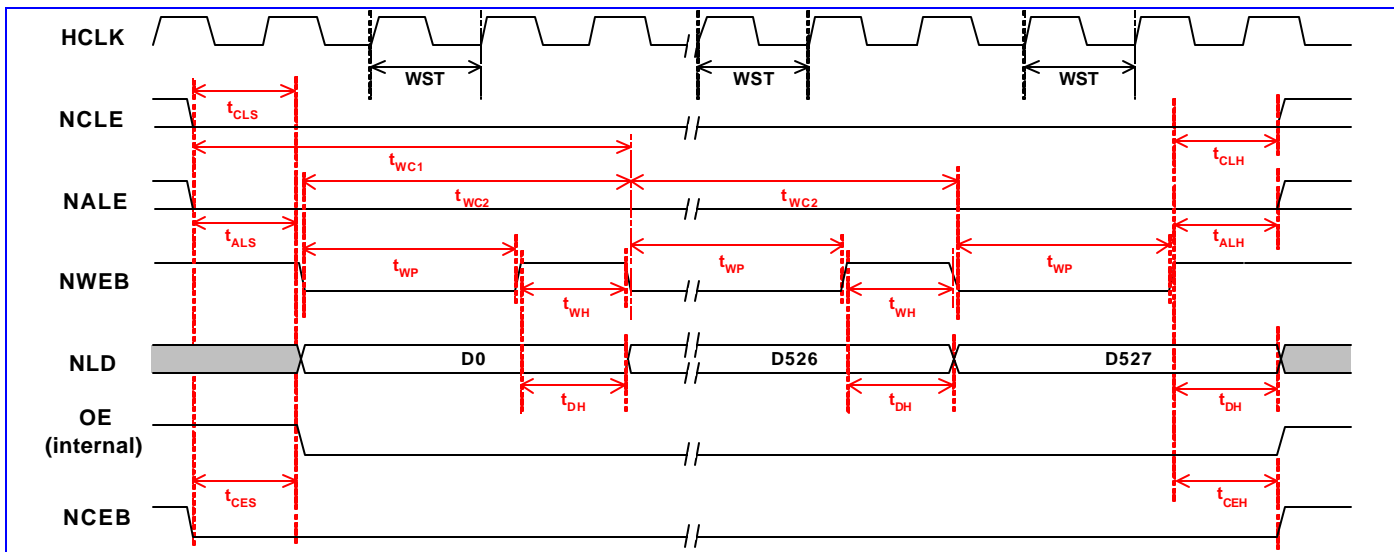 HCLK
WST WST WST
NCLE
tCLS tCLH
tWC1
NALE
tWC2 tWC2
tALS tALH
NWEB
tWP tWP tWP
tWH tWH
NLD
D0 D526 D527
tDH tDH tDH
OE
(internal)
tCES tCEH
NCEB